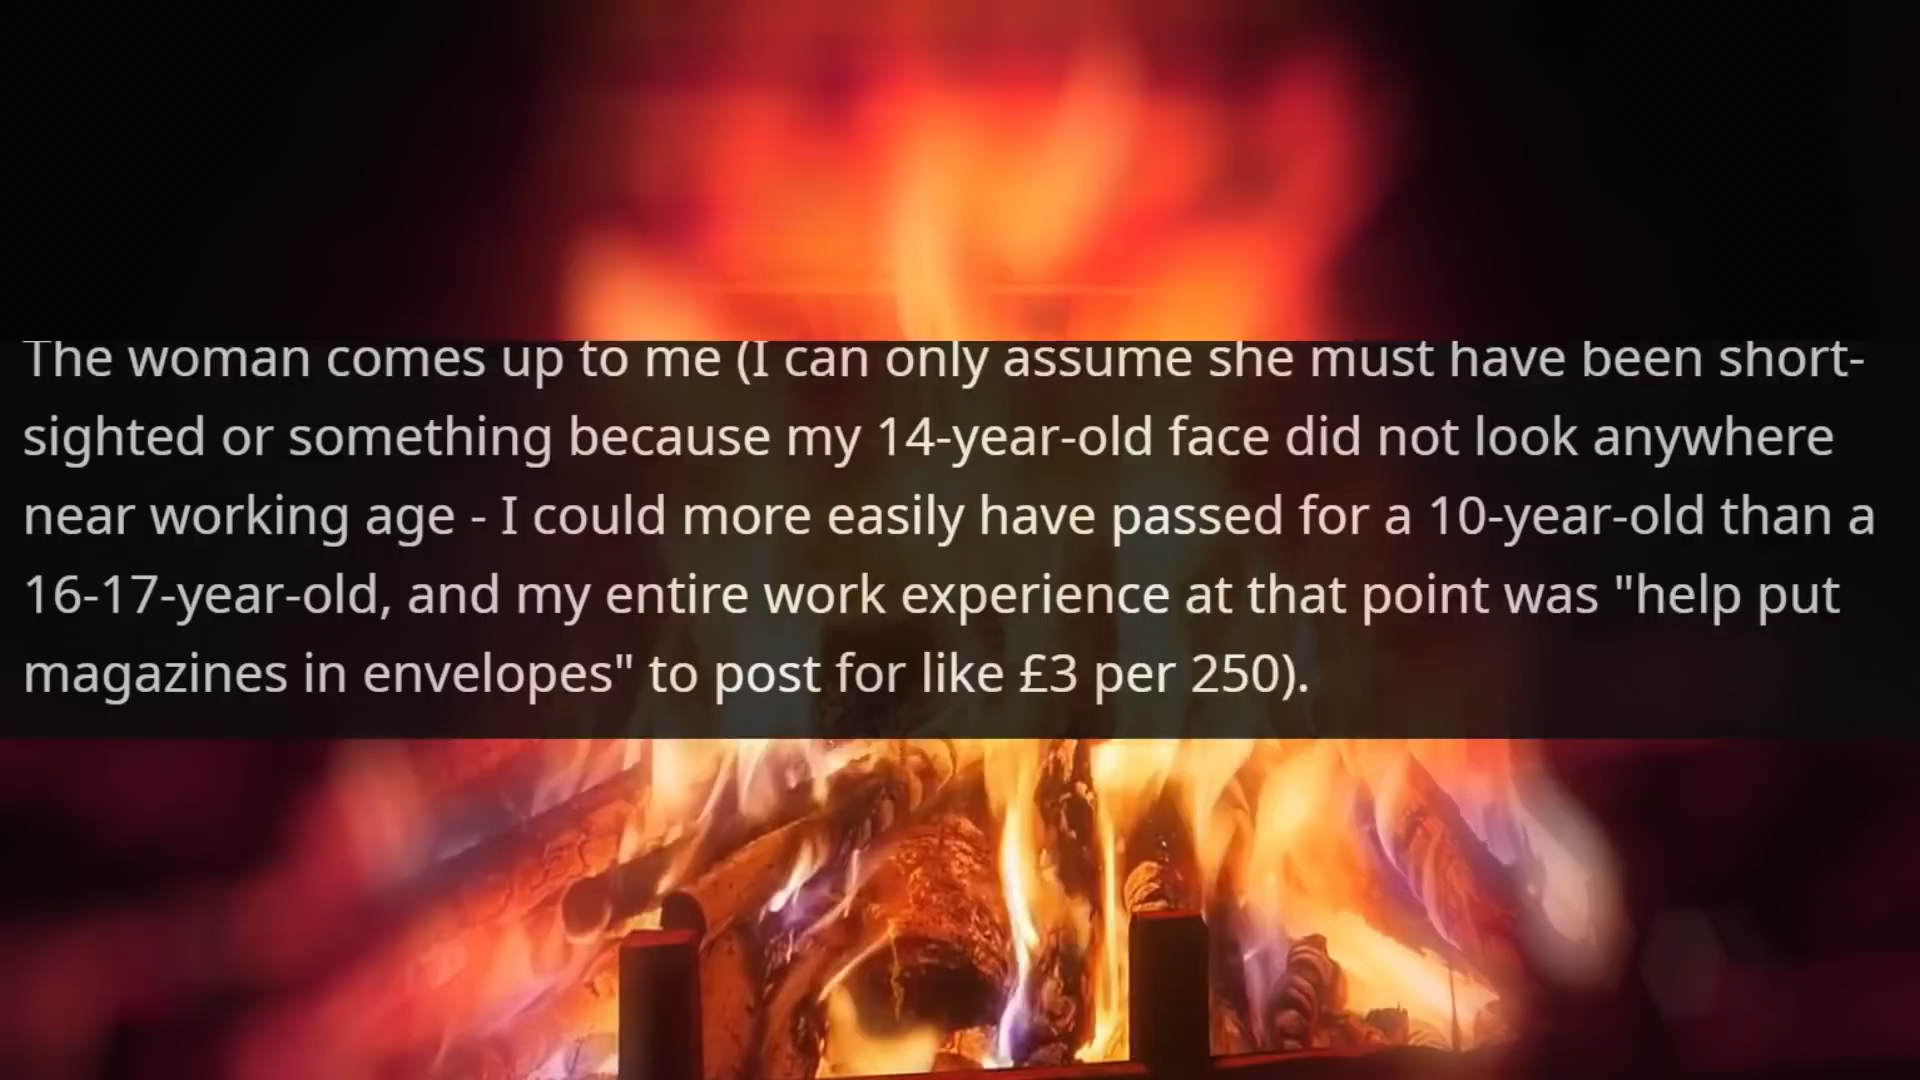 The woman comes up to me (I can only assume she must have been short-
sighted or something because my 14-year-old face did not look anywhere
near working age - I could more easily have passed for a 10-year-old than a
16-17-year-old, and my entire work experience at that point was "help put
magazines in envelopes" to post for like £3 per 250).